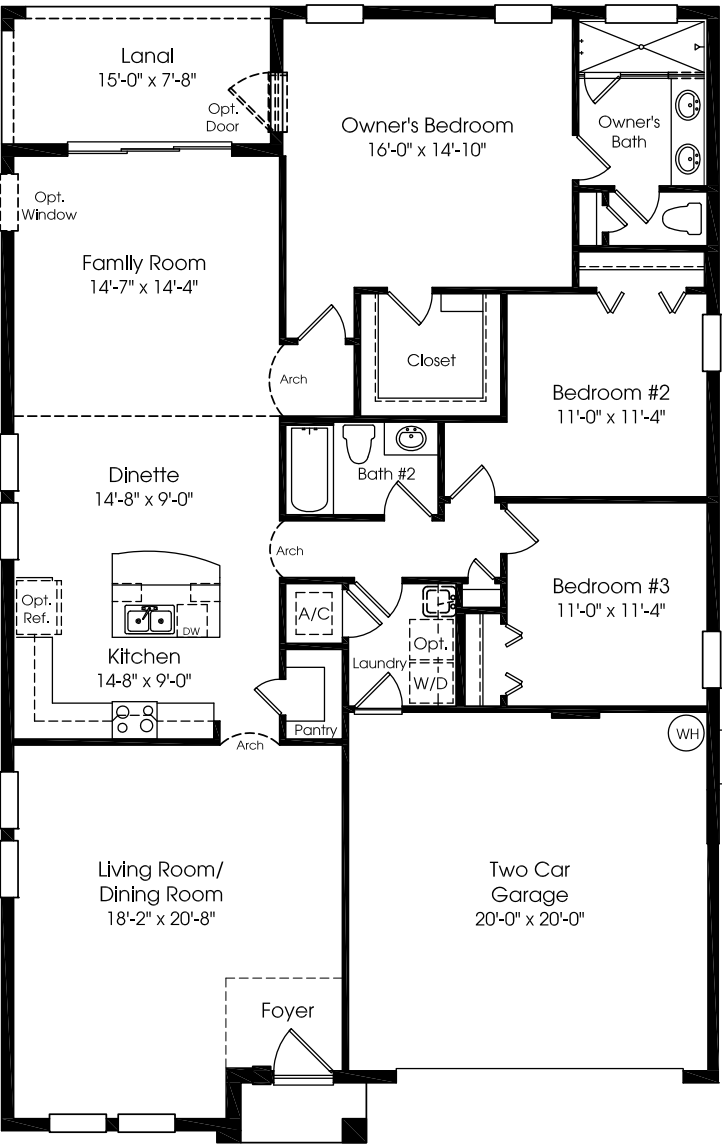 Lanai
15'-0" x 7'-8"
Opt.
Door
Owner's Bedroom
16'-0" x 14'-10"
Owner's
Bath
Opt.
Window
Family Room
14'-7" x 14'-4"
Arch
Closet
Bedroom #2
11'-0" x 11'-4"
Dinette
14'-8" x 9'-0"
Bath #2
Arch
Bedroom #3
11'-0" x 11'-4"
Opt.
Ref.
DW
A/C
Opt.
W/D
Laundry
Kitchen
14'-8" x 9'-0"
Pantry
Arch
WH
Living Room/
Dining Room
18'-2" x 20'-8"
Two Car
Garage
20'-0" x 20'-0"
Foyer